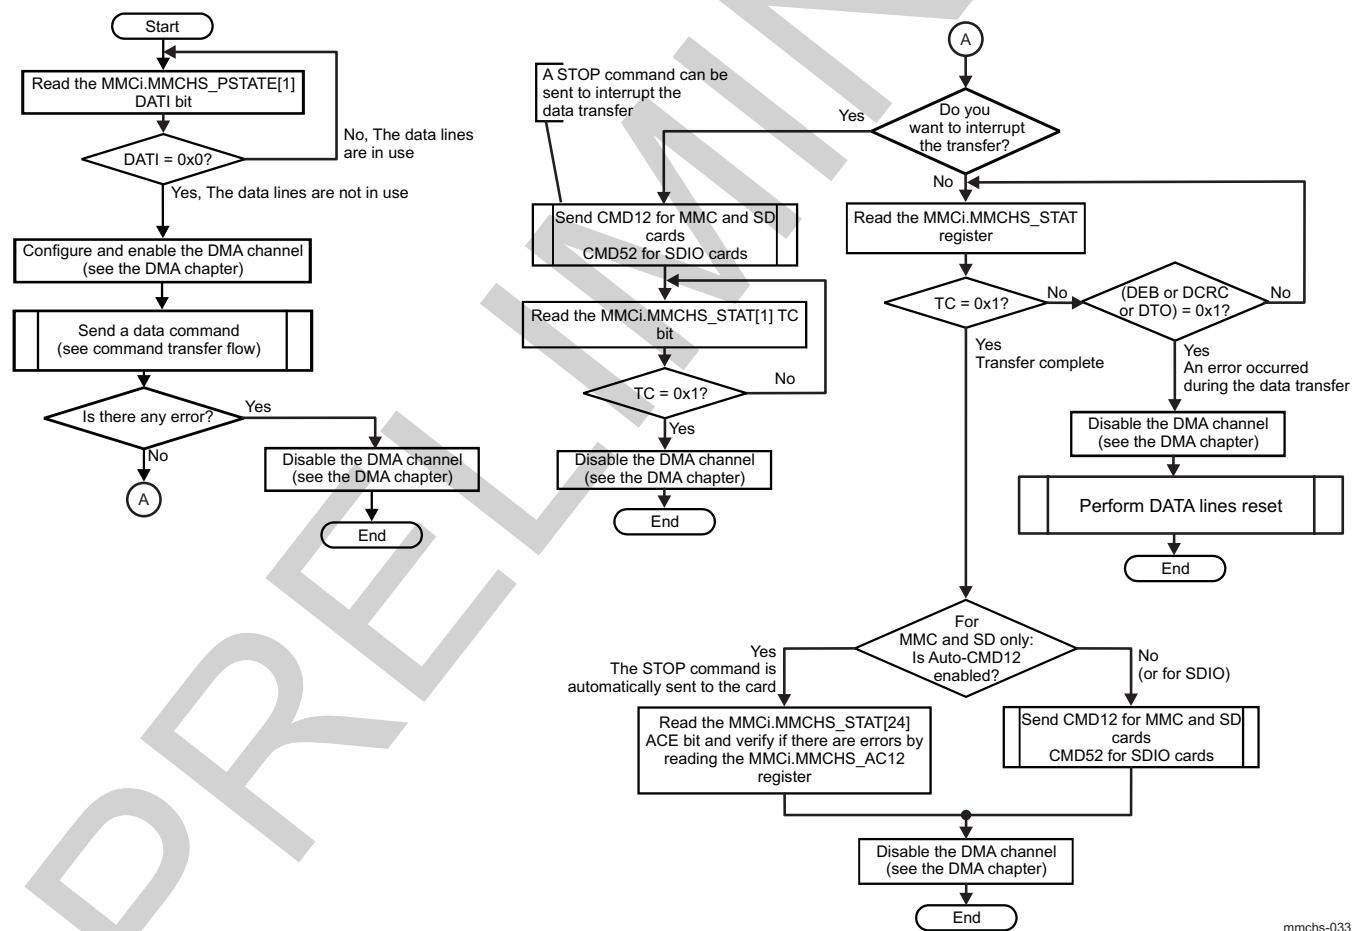 Start
Read the MMCi.MMCHS_PSTATE[1]
DATI bit
DATI = 0x0?
No, The data lines
are in use
Yes, The data lines are not in use
Configure and enable the DMA channel
(see the DMA chapter)
Send a data command
(see command transfer flow)
Is there any error?
Yes
No
A
Disable the DMA channel
(see the DMA chapter)
End
A
Do you
want to interrupt
the transfer?
Yes
No
A STOP command can be
sent to interrupt the
data transfer
Send CMD12 for MMC and SD
cards
CMD52 for SDIO cards
Read the MMCi.MMCHS_STAT[1] TC
bit
TC = 0x1?
No
Yes
Disable the DMA channel
(see the DMA chapter)
End
Read the MMCi.MMCHS_STAT
register
TC = 0x1?
No
(DEB or DCRC
or DTO) = 0x1?
No
Yes
Transfer complete
Yes
An error occurred
during the data transfer
Disable the DMA channel
(see the DMA chapter)
Perform DATA lines reset
End
For
MMC and SD only:
Is Auto-CMD12
enabled?
Yes
The STOP command is
automatically sent to the card
No
(or for SDIO)
Read the MMCi.MMCHS_STAT[24]
ACE bit and verify if there are errors by
reading the MMCi.MMCHS_AC12
register
Send CMD12 for MMC and SD
cards
CMD52 for SDIO cards
Disable the DMA channel
(see the DMA chapter)
End
mmchs-033
PRELIMIN